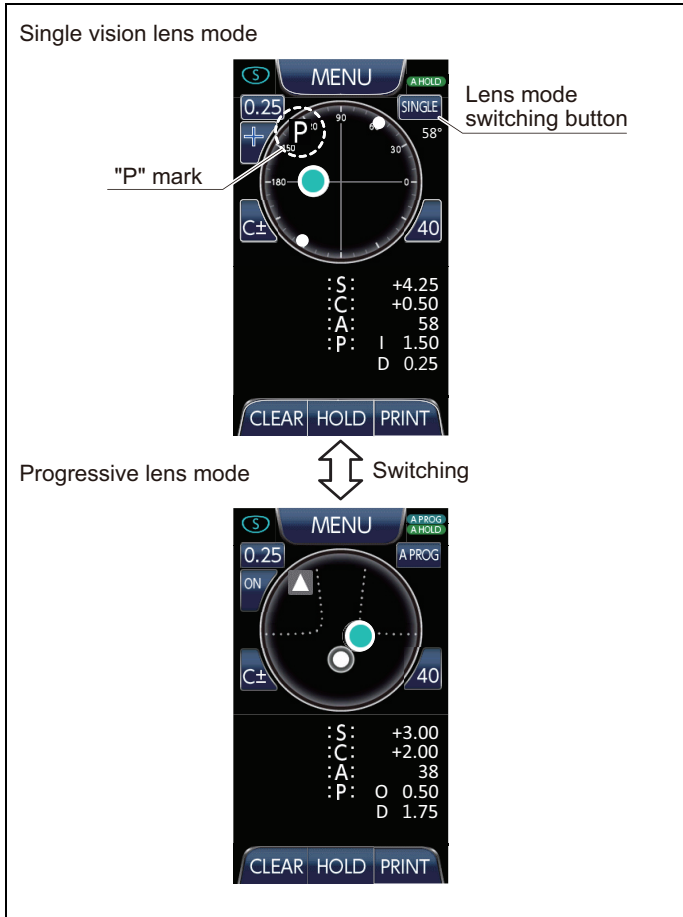 Single vision lens mode
S
MENU
A HOLD
0.25
SINGLE
Lens mode
switching button
P
120
90
60
58°
150
30
"P" mark
180
0
C±
40
:S: +4.25
:C: +0.50
:A: 58
:P: I 1.50
D 0.25
CLEAR HOLD PRINT
Progressive lens mode
Switching
S
MENU
A PROG
A HOLD
0.25
A PROG
ON
C±
40
:S: +3.00
:C: +2.00
:A: 38
:P: O 0.50
D 1.75
CLEAR HOLD PRINT